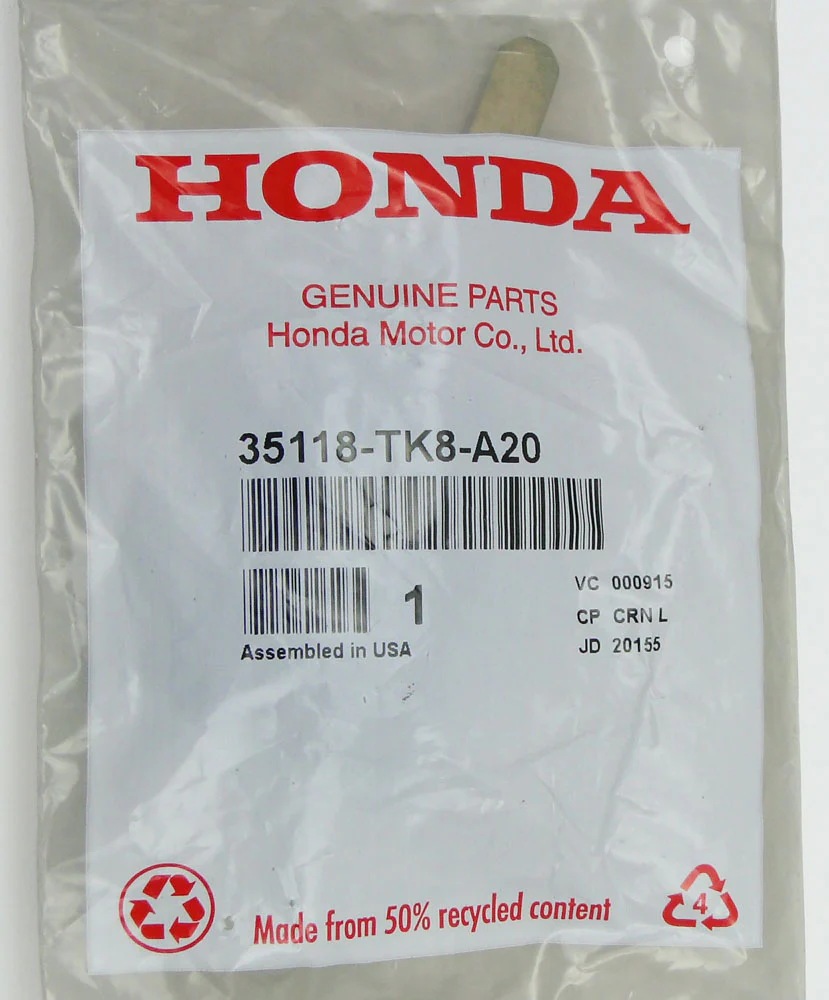 HONDA
GENUINE PARTS
Honda Motor Co., Ltd.
35118-TK8-A20
1
VC 000915
CP CRN L
JD 20155
Assembled in USA
Made from 50% recycled content
4